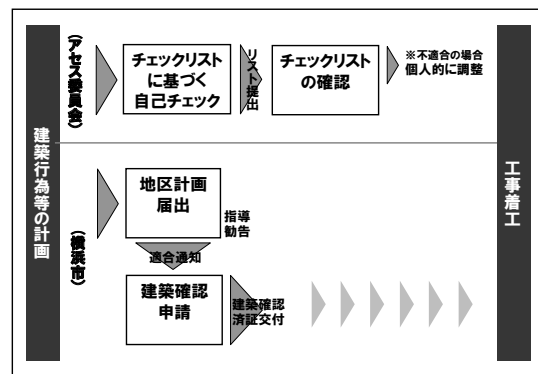 建築行為等の計画
（アセス委員会）
チェックリスト
に基づく
自己チェック
リスト提出
チェックリスト
の確認
※不適合の場合
個人的に調整
（横浜市）
地区計画
届出
指導
勧告
適合通知
建築確認
申請
建築確認
済証交付
工事着工